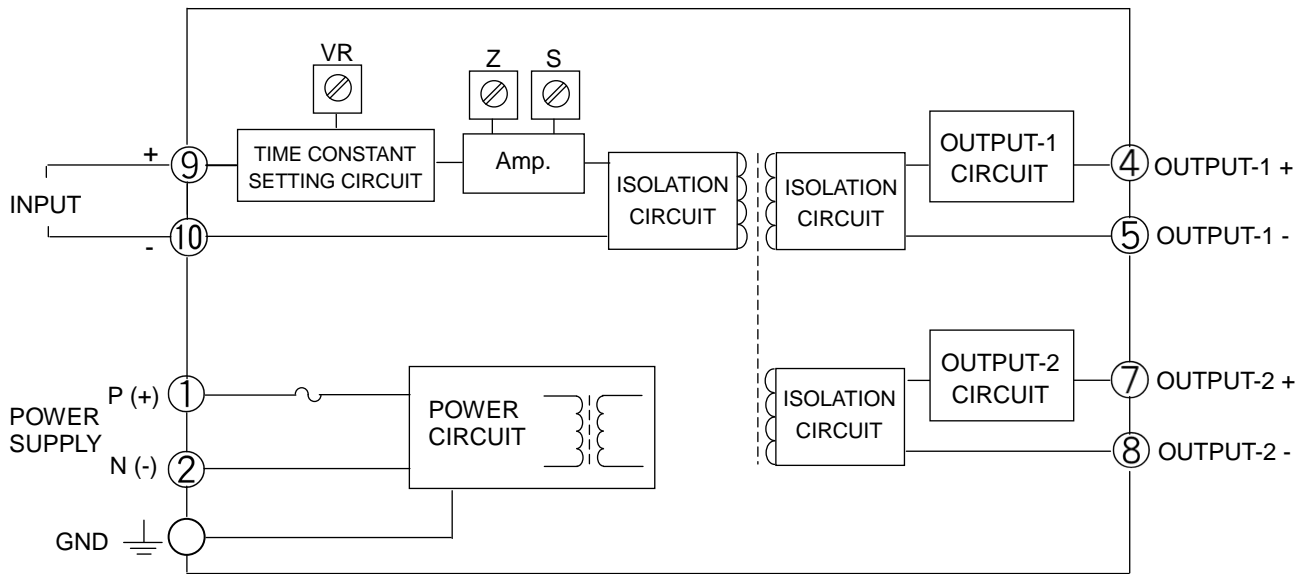 VR
Z
S
+
9
TIME CONSTANT
SETTING CIRCUIT
Amp.
INPUT
-
10
ISOLATION
CIRCUIT
ISOLATION
CIRCUIT
OUTPUT-1
CIRCUIT
4
OUTPUT-1 +
5
OUTPUT-1 -
POWER
SUPPLY
P (+)
1
N (-)
2
GND
POWER
CIRCUIT
ISOLATION
CIRCUIT
OUTPUT-2
CIRCUIT
7
OUTPUT-2 +
8
OUTPUT-2 -